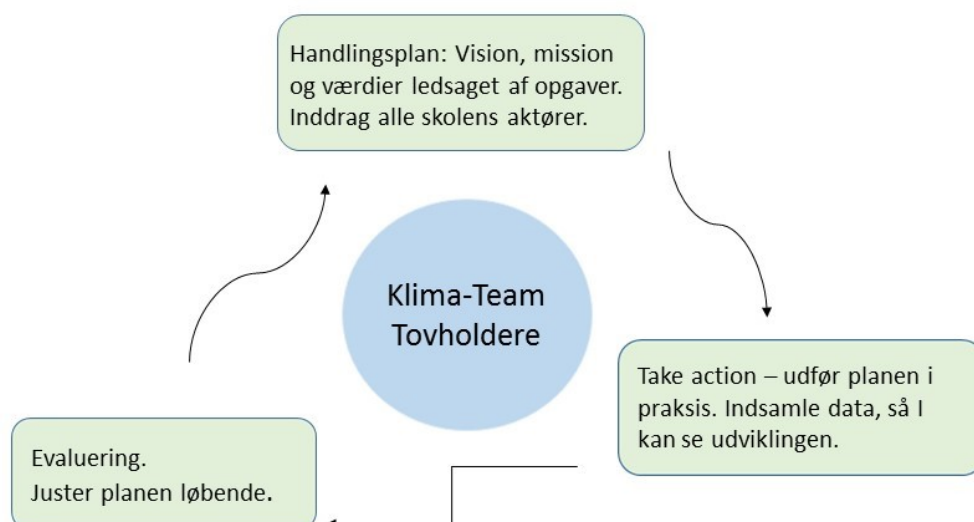 Handlingsplan: Vision, mission
og værdier ledsaget af opgaver.
Inddrag alle skolens aktører.
Klima-Team
Tovholdere
Take action – udfør planen i
praksis. Indsamle data, så I
kan se udviklingen.
Evaluering.
Juster planen løbende.